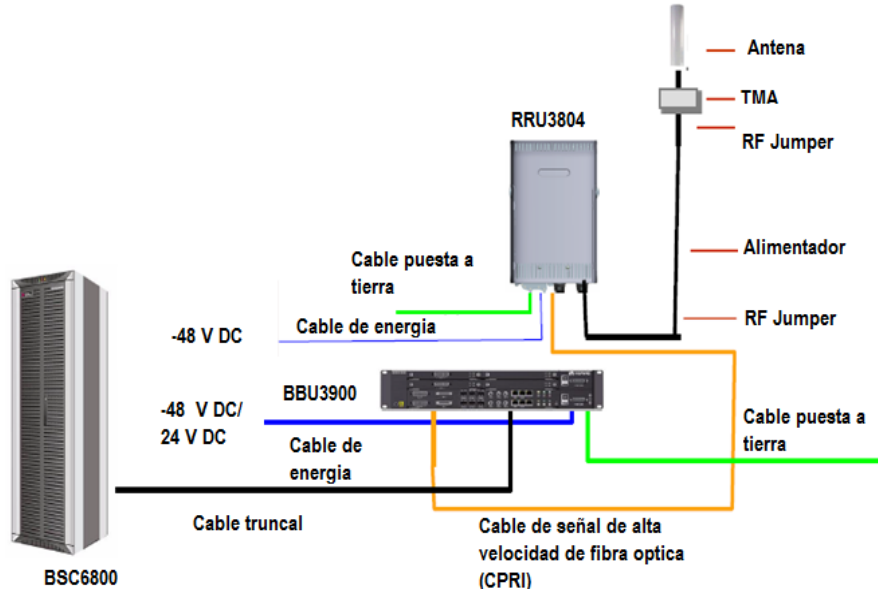 Antena
TMA
RRU3804
RF Jumper
Cable puesta a
tierra
Alimentador
-48 V DC
Cable de energia
RF Jumper
BBU3900
-48 V DC/
24 V DC
Cable puesta a
tierra
Cable de
energia
Cable truncal
Cable de señal de alta
velocidad de fibra optica
(CPRI)
BSC6800